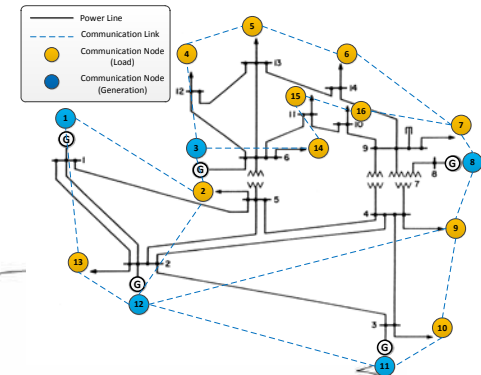 Power Line
Communication Link
Communication Node
(Load)
Communication Node
(Generation)
5
4
6
13
14
12
15
16
11
10
7
1
G
1
3
14
9
G
8
6
G
7
8
2
5
4
9
13
2
G
12
3
10
G
11